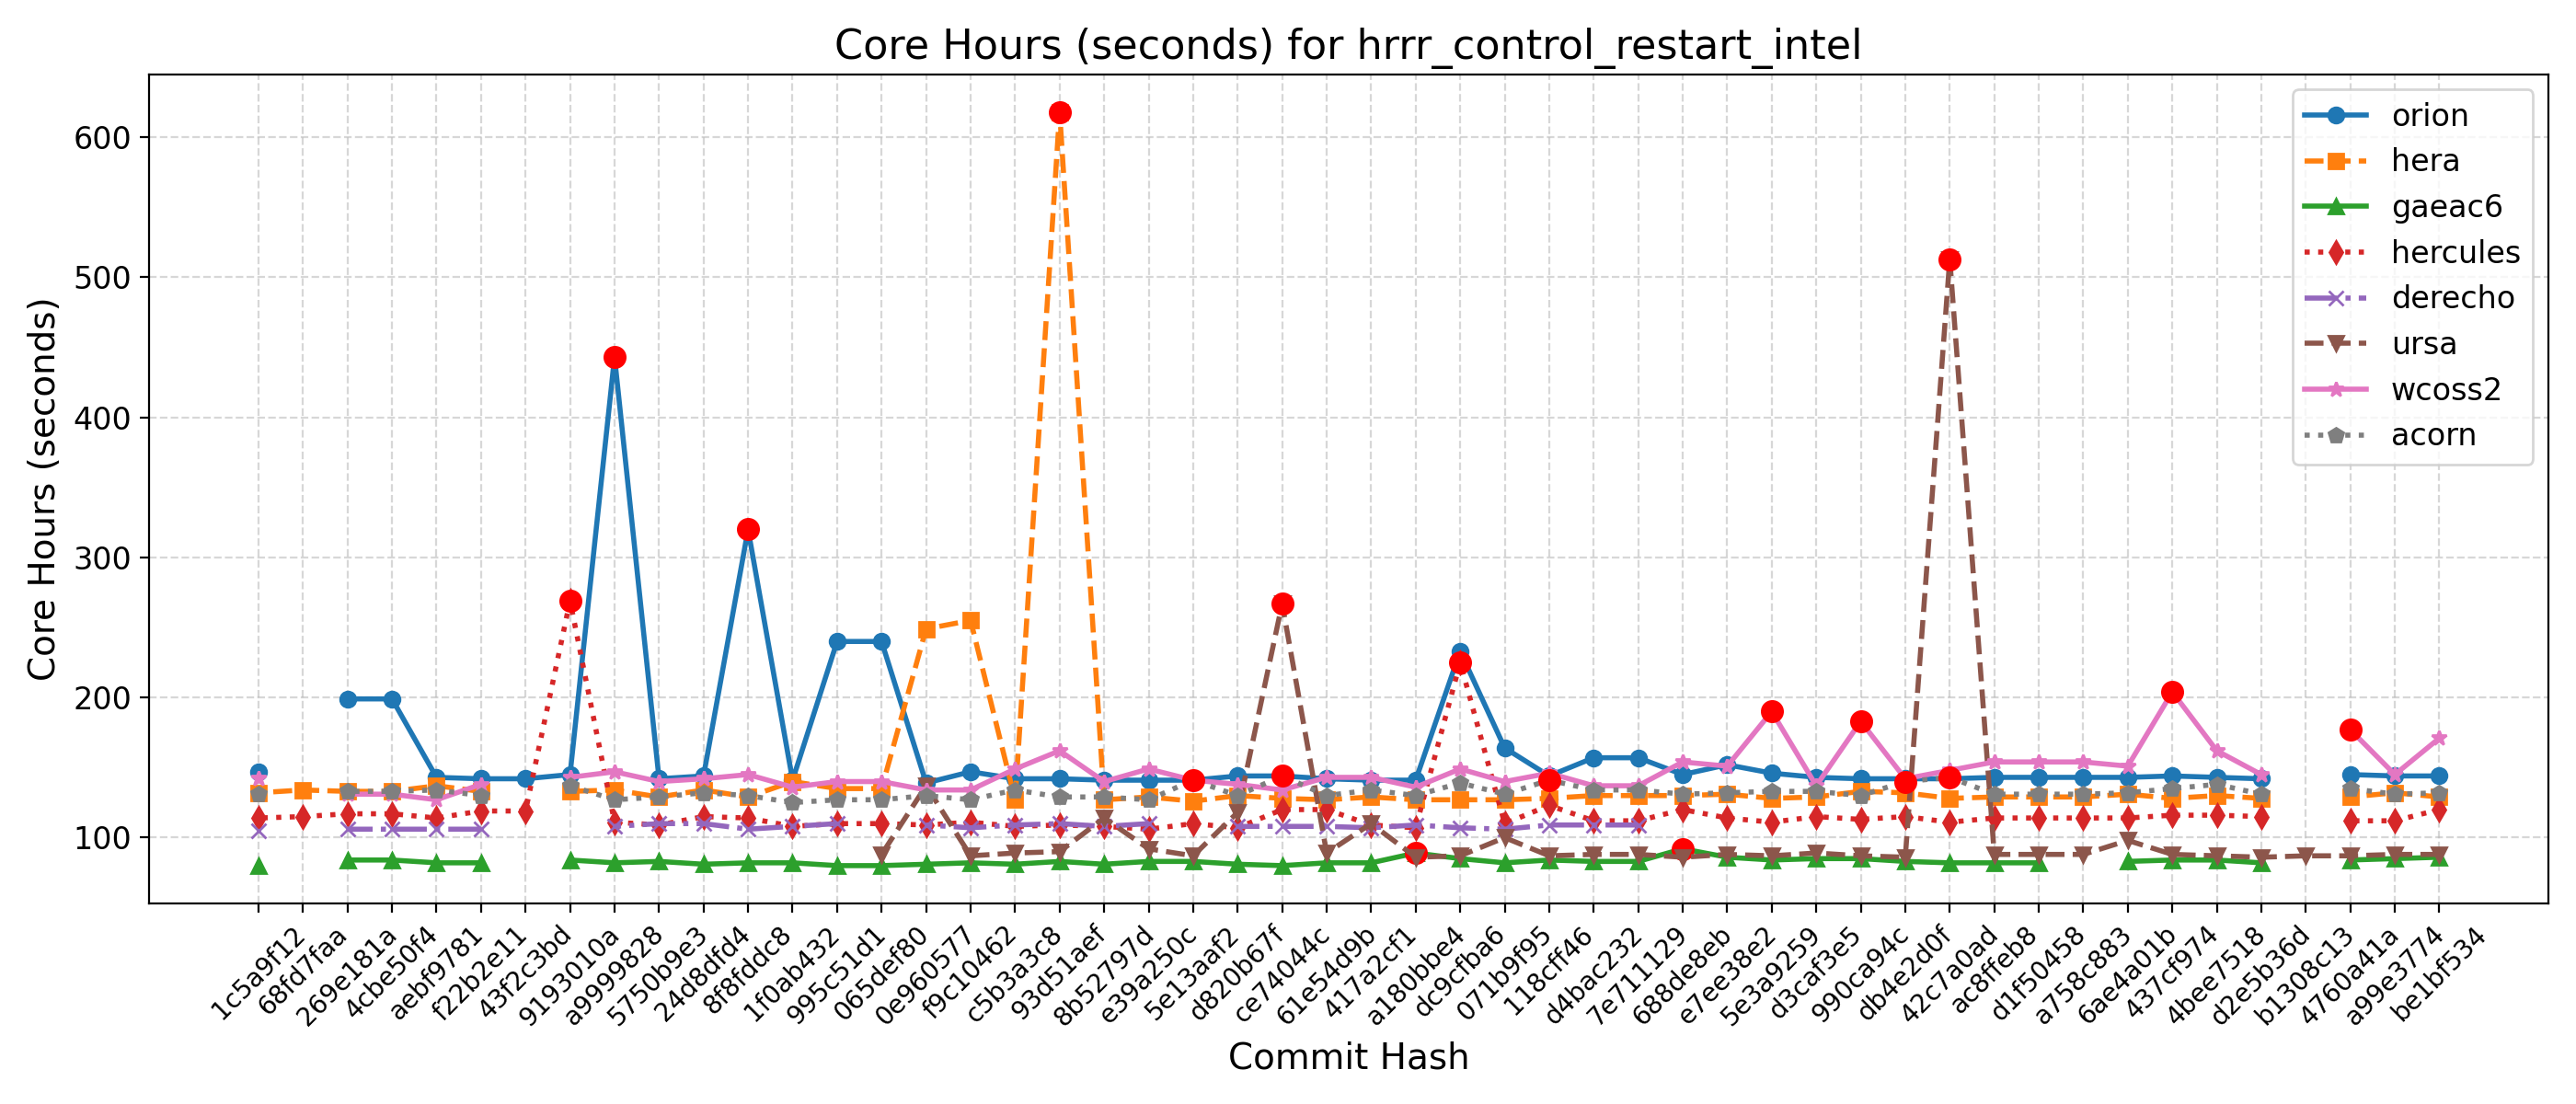 Core Hours (seconds) for hrrr_control_restart_intel
Core Hours (seconds)
600
500
400
300
200
100
orion
hera
gaeac6
hercules
derecho
ursa
wcoss2
acorn
1c5a9f12
68fd7faa
269e181a
4cbe50f4
aebf9781
f22b2e11
43f2c3bd
9193010a
a9999828
5750b9e3
24d8dfd4
8f8fddc8
1f0ab432
995c51d1
065def80
0e960577
f9c10462
c5b3a3c8
93d51aef
8b52797d
e39a250c
5e13aaf2
d820b67f
ce74044c
61e54d9b
417a2cf1
a180bbe4
dc9cfba6
071b9f95
118cff46
d4bac232
7e711129
688de8eb
e7ee38e2
5e3a9259
d3caf3e5
990ca94c
db4e2d0f
42c7a0ad
ac8ffeb8
d1f50458
a758c883
6ae4a01b
437cf974
4bee7518
d2e5b36d
b1308c13
4760a41a
a99e3774
be1bf534
Commit Hash